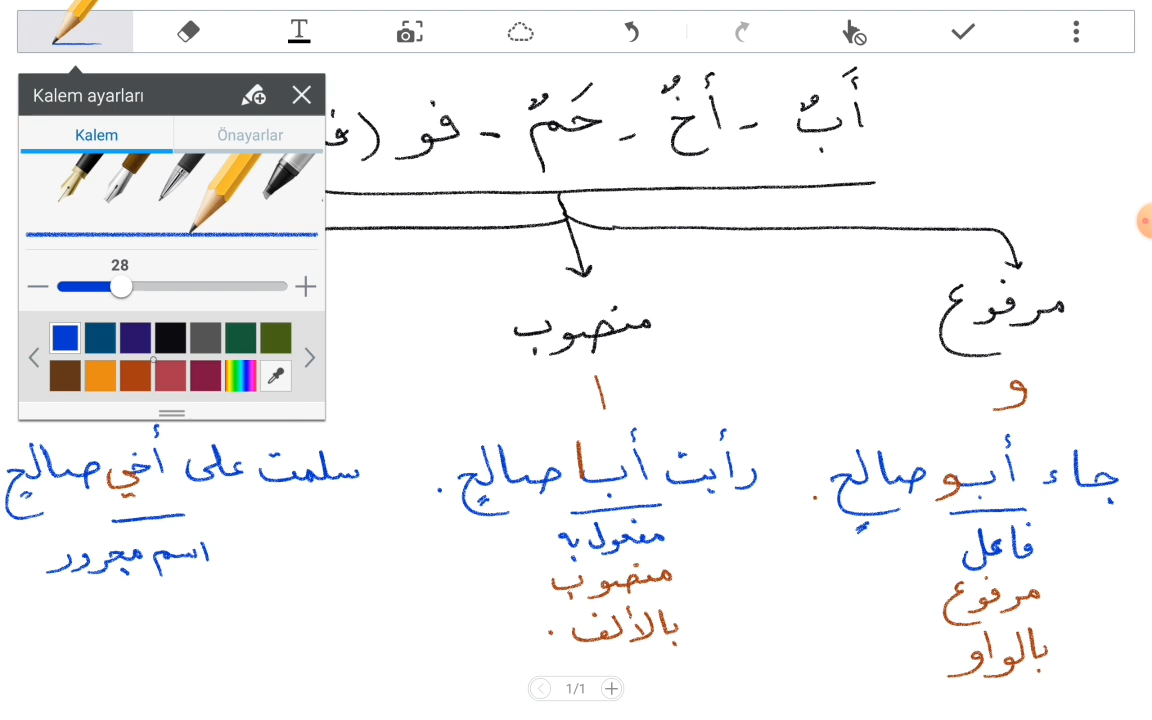 T
Kalem ayarları
Kalem Önayarlar
28
أَبٌ - أخٌ - حَمٌ - فو (
مرفوع منصوب
و ا
جاء أبو صالحٍ .
رأيت أبا صالحٍ .
سلمت على أخي صالحٍ
فاعل
مرفوع
بالواو
مفعول به
منصوب
بالألف .
اسم مجرور
1/1